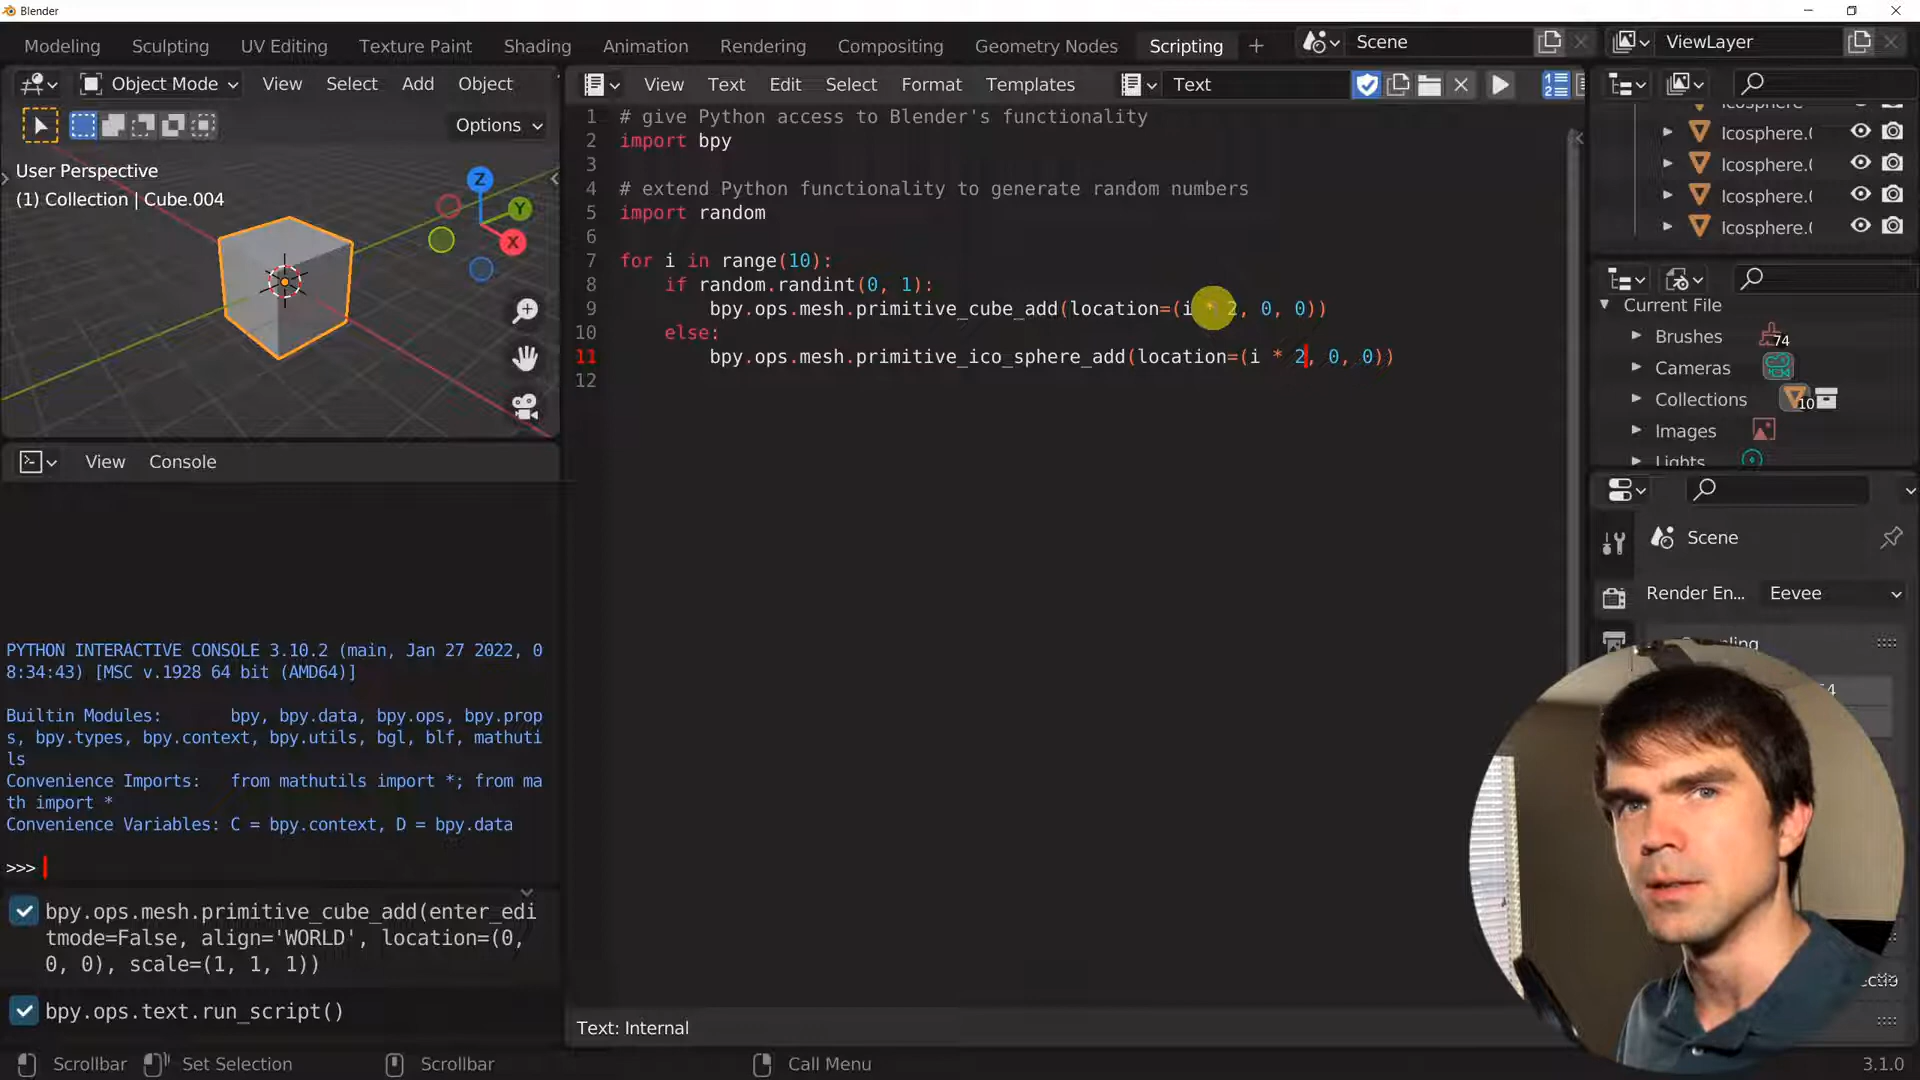 Blender
Modeling Sculpting UV Editing Texture Paint Shading Animation Rendering Compositing Geometry Nodes Scripting + Scene ViewLayer
Object Mode View Select Add Object
View Text Edit Select Format Templates Text
Options
User Perspective
(1) Collection | Cube.004
Z
Y
X
1 # give Python access to Blender's functionality
2 import bpy
3
4 # extend Python functionality to generate random numbers
5 import random
6
7 for i in range(10):
8 if random.randint(0, 1):
9 bpy.ops.mesh.primitive_cube_add(location=(i * 2, 0, 0))
10 else:
11 bpy.ops.mesh.primitive_ico_sphere_add(location=(i * 2, 0, 0))
12
Icosphere
Icosphere.(
Icosphere.(
Icosphere.(
Icosphere.(
Current File
Brushes 74
Cameras
Collections 10
Images
Lights
Scene
Render En... Eevee
View Console
PYTHON INTERACTIVE CONSOLE 3.10.2 (main, Jan 27 2022, 0
8:34:43) [MSC v.1928 64 bit (AMD64)]
Builtin Modules: bpy, bpy.data, bpy.ops, bpy.prop
s, bpy.types, bpy.context, bpy.utils, bgl, blf, mathuti
ls
Convenience Imports: from mathutils import *; from ma
th import *
Convenience Variables: C = bpy.context, D = bpy.data
>>>
bpy.ops.mesh.primitive_cube_add(enter_edi
tmode=False, align='WORLD', location=(0,
0, 0), scale=(1, 1, 1))
bpy.ops.text.run_script()
Text: Internal
Scrollbar Set Selection Scrollbar Call Menu 3.1.0